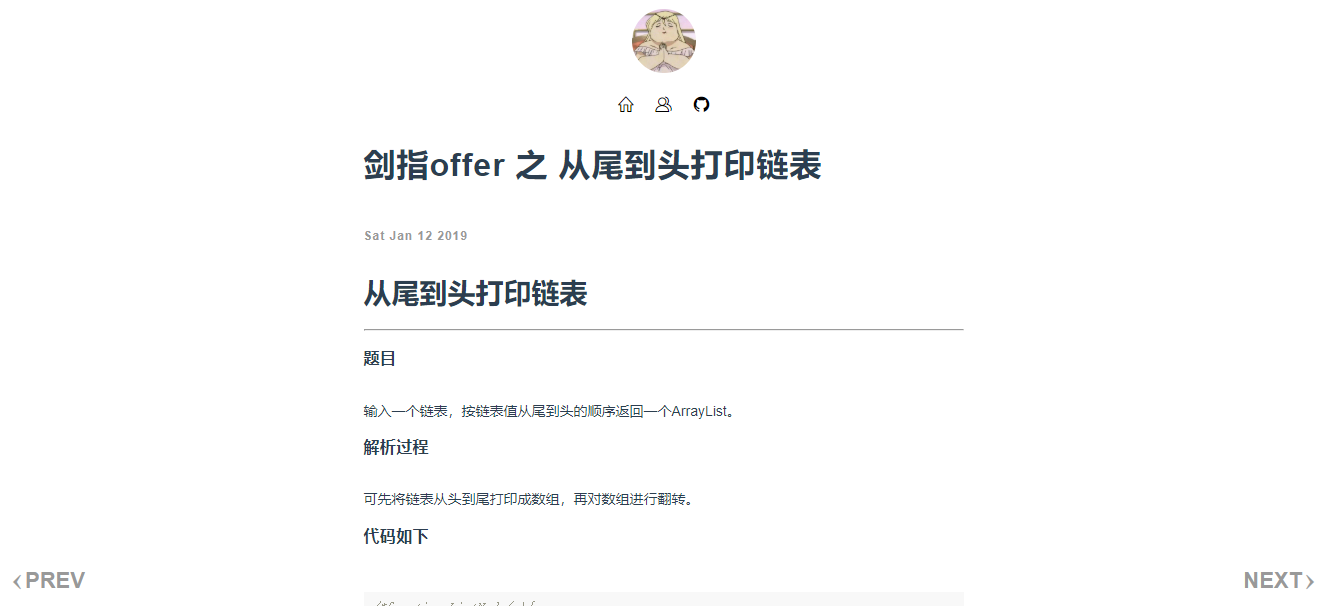 剑指offer 之 从尾到头打印链表
Sat Jan 12 2019
从尾到头打印链表
题目
输入一个链表，按链表值从尾到头的顺序返回一个ArrayList。
解析过程
可先将链表从头到尾打印成数组，再对数组进行翻转。
代码如下
‹PREV
NEXT›